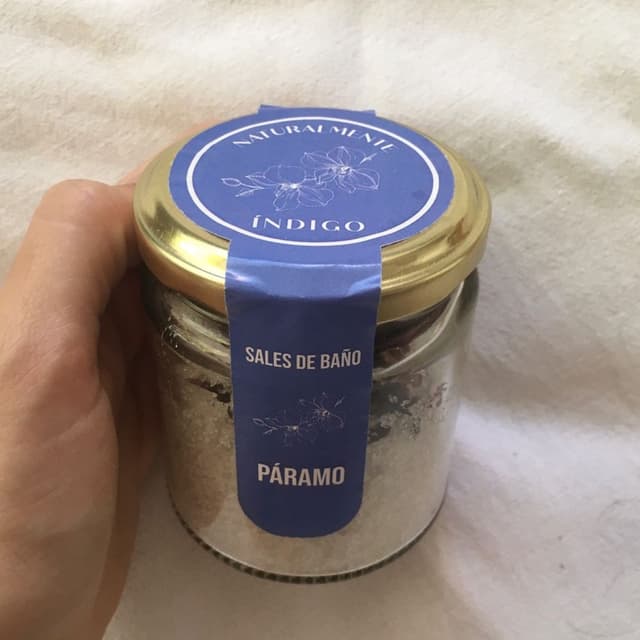 NATURALMENTE
ÍNDIGO
SALES DE BAÑO
PÁRAMO